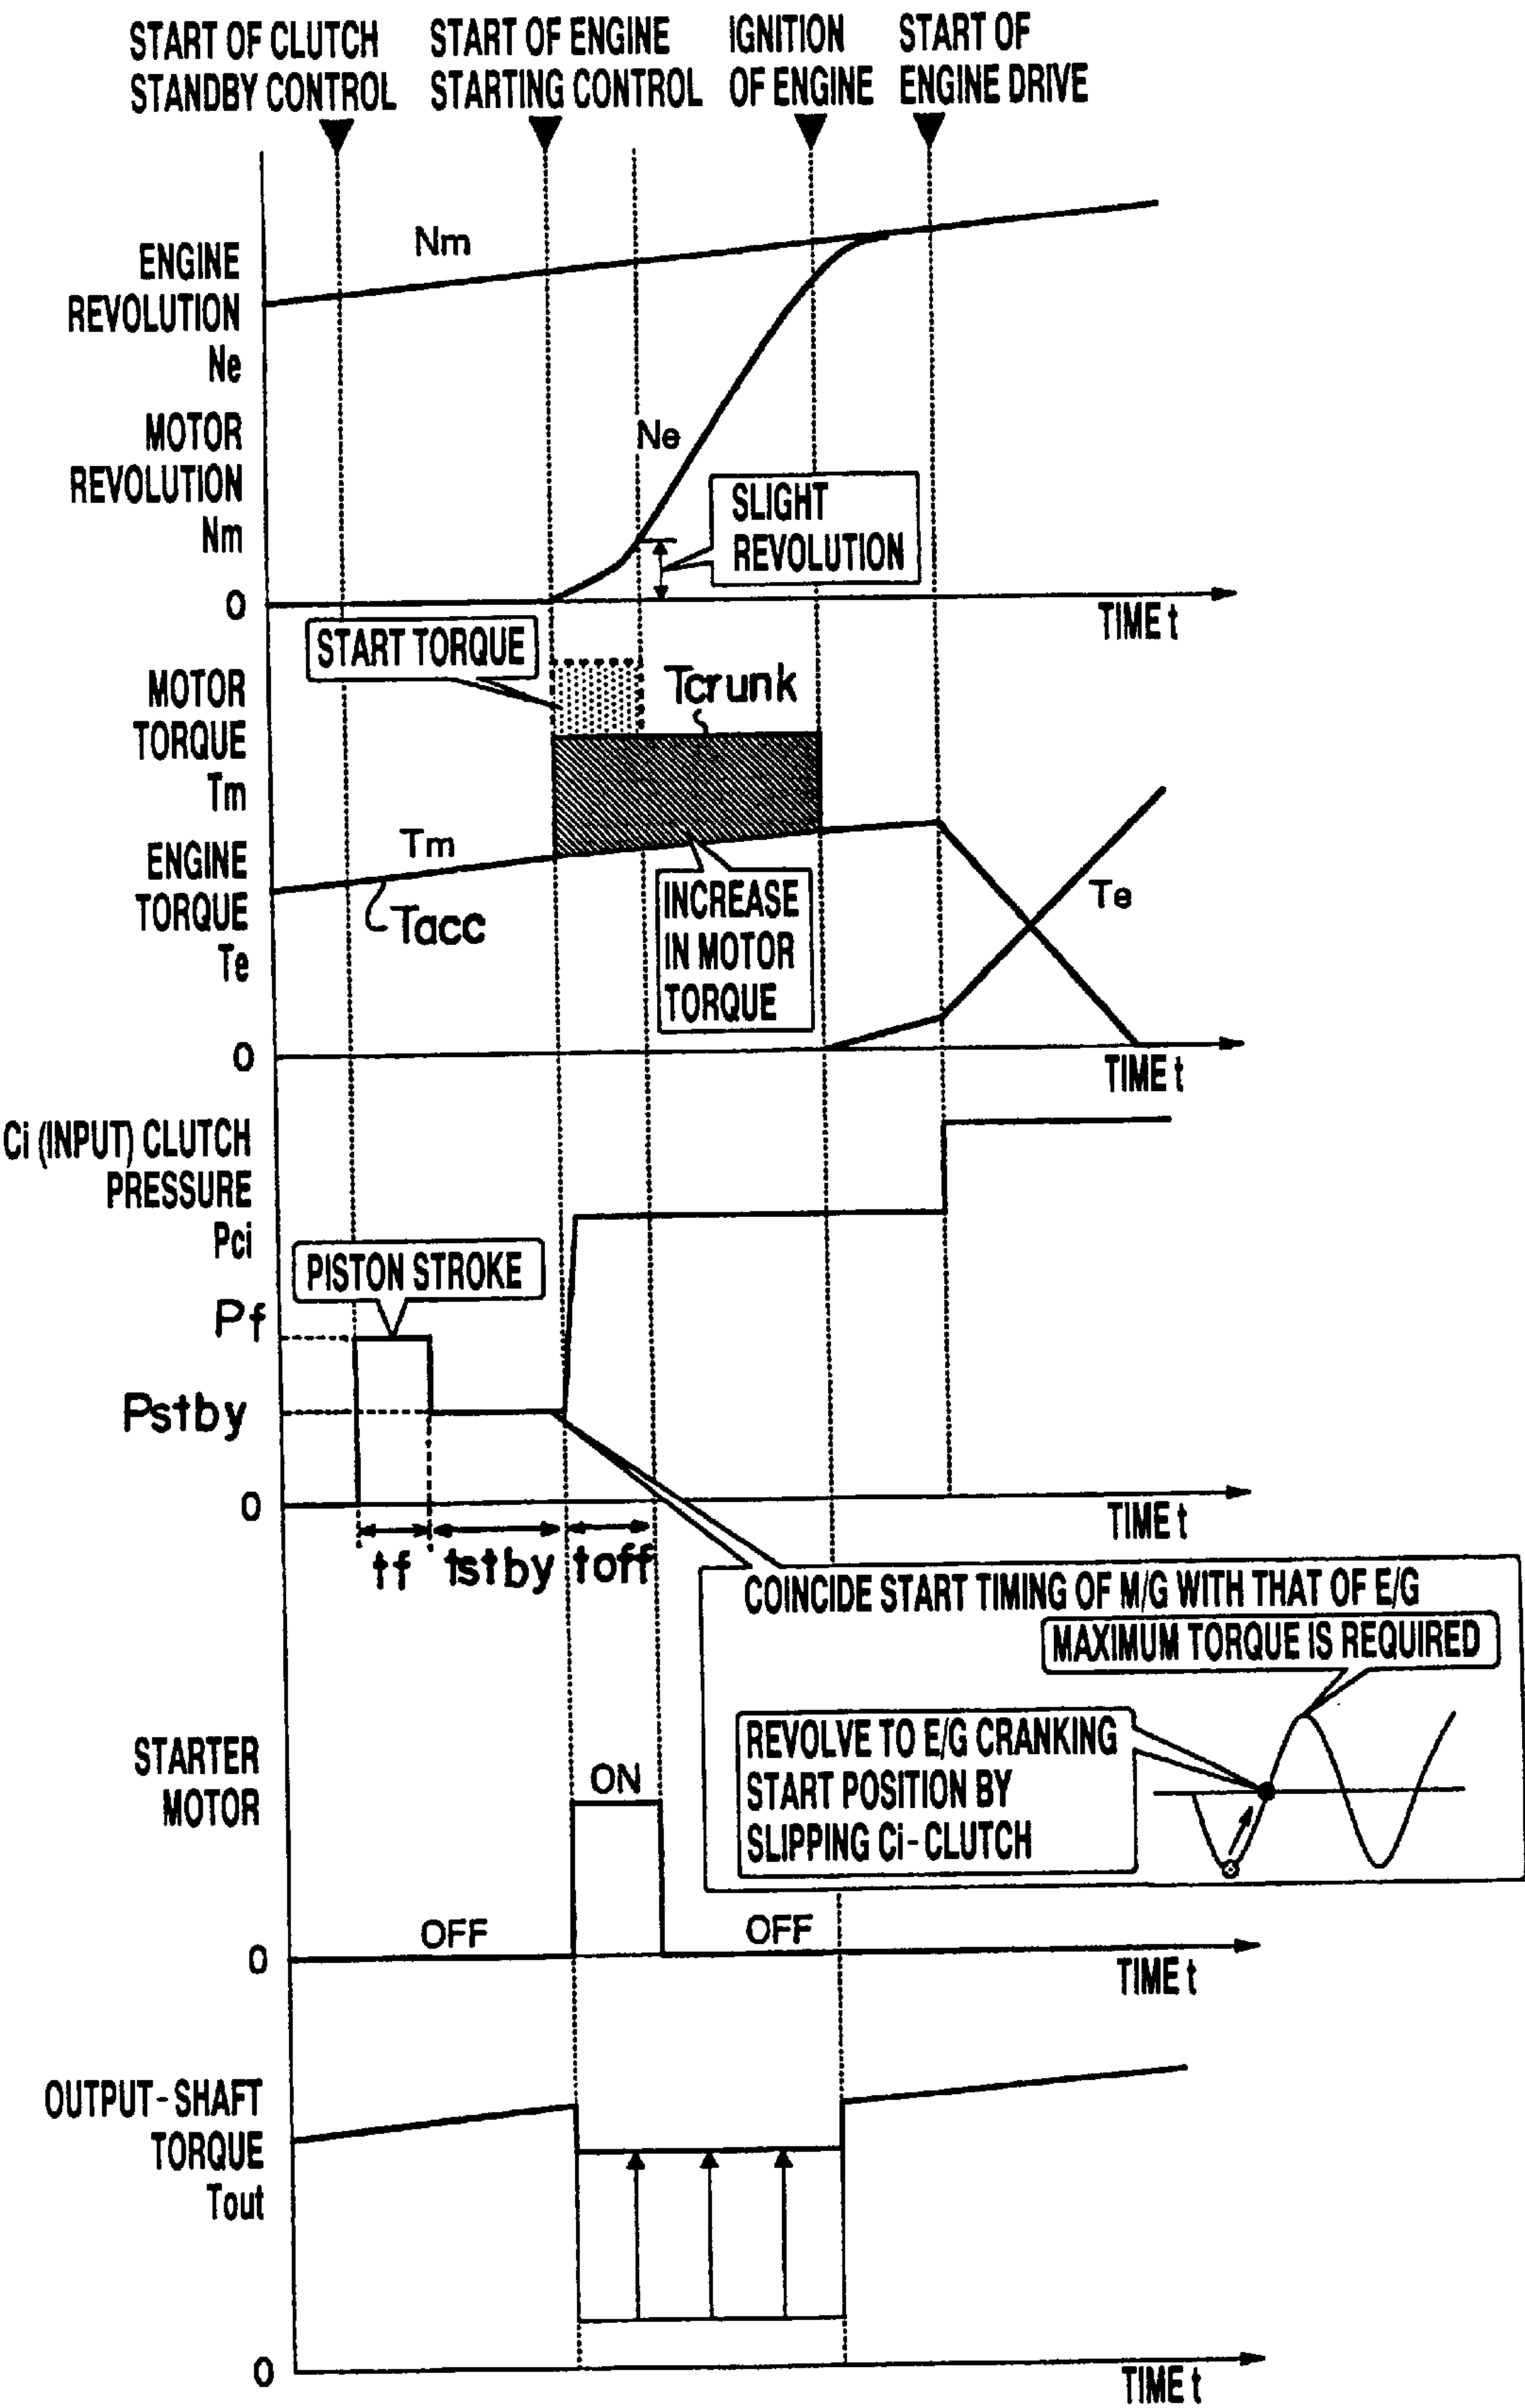 START OF CLUTCH
STANDBY CONTROL
START OF ENGINE
STARTING CONTROL
IGNITION
OF ENGINE
START OF
ENGINE DRIVE
ENGINE
REVOLUTION
Ne
MOTOR
REVOLUTION
Nm
Nm
Ne
SLIGHT
REVOLUTION
0
TIME t
START TORQUE
Tcrunk
MOTOR
TORQUE
Tm
ENGINE
TORQUE
Te
Tm
Tacc
INCREASE
IN MOTOR
TORQUE
Te
0
TIME t
Ci (INPUT) CLUTCH
PRESSURE
Pci
PISTON STROKE
Pf
Pstby
0
TIME t
tf
tstby
toff
COINCIDE START TIMING OF M/G WITH THAT OF E/G
MAXIMUM TORQUE IS REQUIRED
REVOLVE TO E/G CRANKING
START POSITION BY
SLIPPING Ci-CLUTCH
STARTER
MOTOR
ON
OFF
OFF
0
TIME t
OUTPUT-SHAFT
TORQUE
Tout
0
TIME t